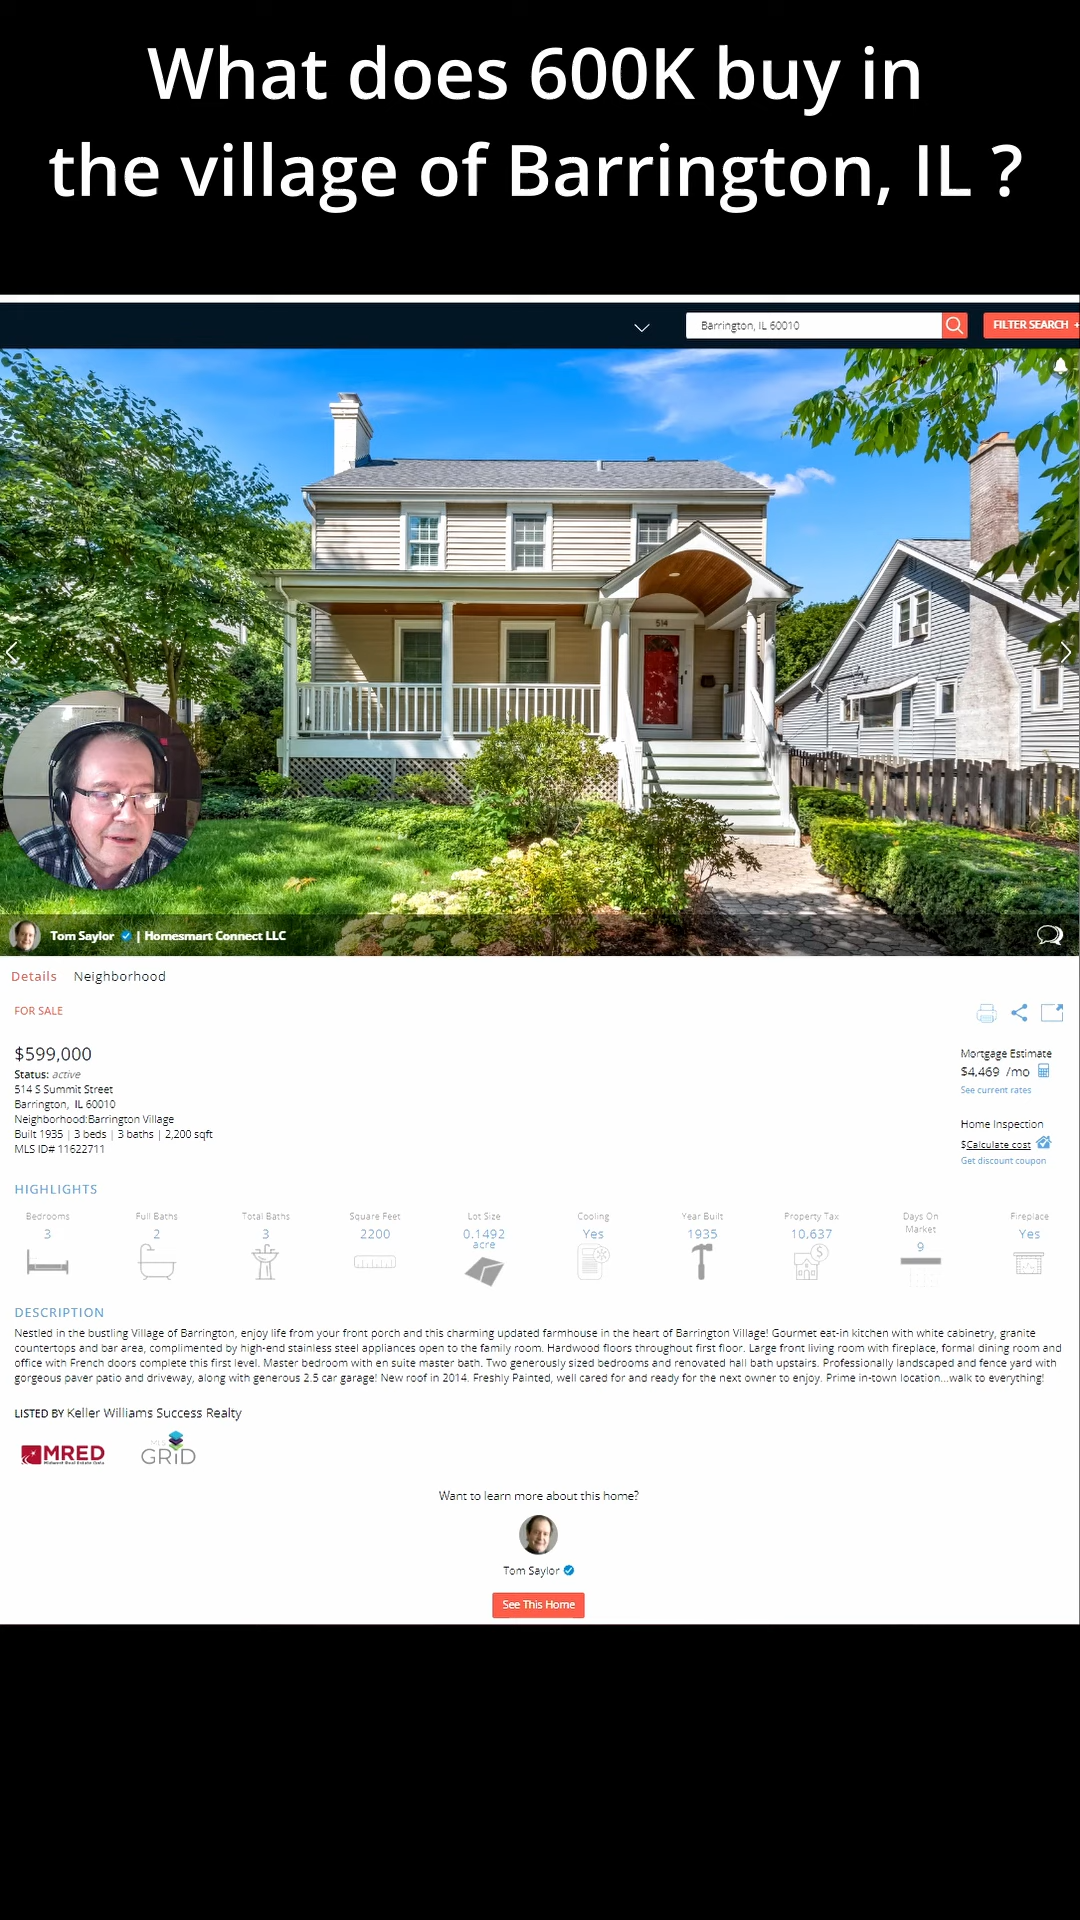 What does 600K buy in
the village of Barrington, IL ?
Barrington, IL 60010
FILTER SEARCH +
514
Tom Saylor | Homesmart Connect LLC
Details Neighborhood
FOR SALE
$599,000
Status: active
514 S Summit Street
Barrington, IL 60010
Neighborhood:Barrington Village
Built 1935 | 3 beds | 3 baths | 2,200 sqft
MLS ID# 11622711
Mortgage Estimate
$4,469 /mo
See current rates
Home Inspection
$Calculate cost
Get discount coupon
HIGHLIGHTS
Bedrooms Full Baths Total Baths Square Feet Lot Size Cooling Year Built Property Tax Days On Market Fireplace
3 2 3 2200 0.1492 acre Yes 1935 10,637 9 Yes
DESCRIPTION
Nestled in the bustling Village of Barrington, enjoy life from your front porch and this charming updated farmhouse in the heart of Barrington Village! Gourmet eat-in kitchen with white cabinetry, granite
countertops and bar area, complimented by high-end stainless steel appliances open to the family room. Hardwood floors throughout first floor. Large front living room with fireplace, formal dining room and
office with French doors complete this first level. Master bedroom with en suite master bath. Two generously sized bedrooms and renovated hall bath upstairs. Professionally landscaped and fence yard with
gorgeous paver patio and driveway, along with generous 2.5 car garage! New roof in 2014. Freshly Painted, well cared for and ready for the next owner to enjoy. Prime in-town location...walk to everything!
LISTED BY Keller Williams Success Realty
MRED
Midwest Real Estate Data
MLS
GRID
Want to learn more about this home?
Tom Saylor
See This Home